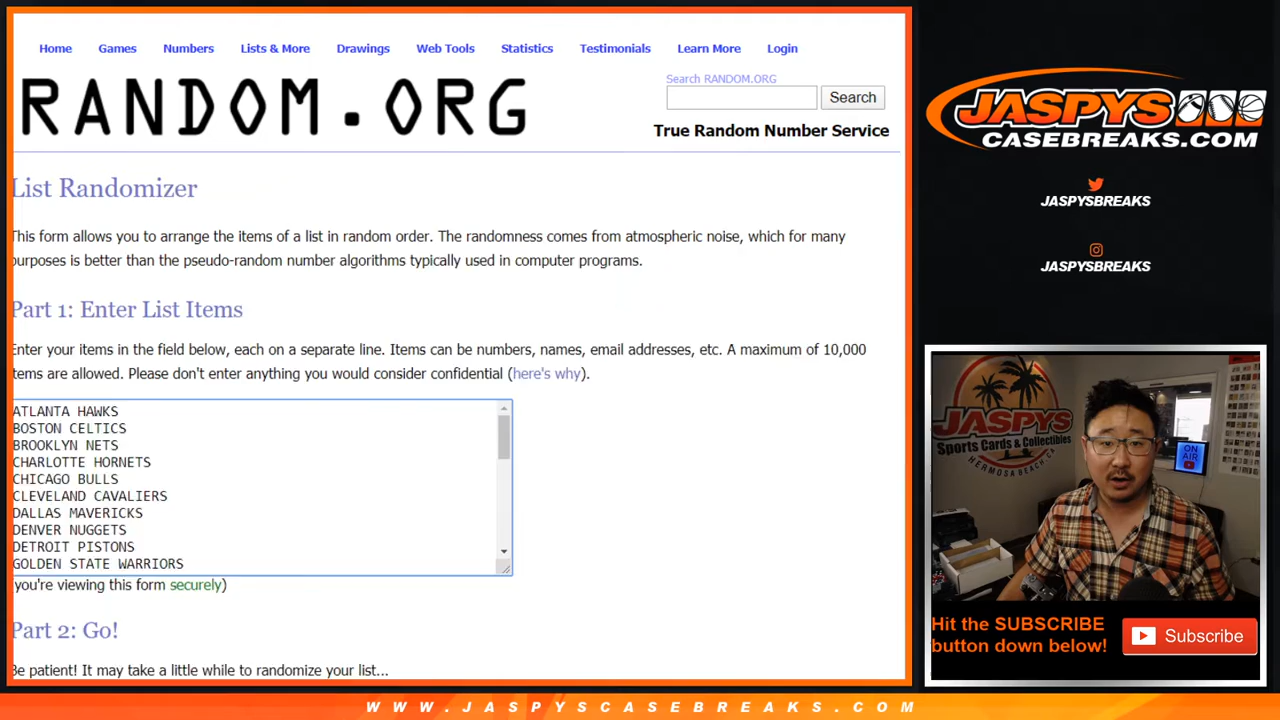 Home Games Numbers Lists & More Drawings Web Tools Statistics Testimonials Learn More Login
RANDOM.ORG
Search RANDOM.ORG
Search
True Random Number Service
List Randomizer
This form allows you to arrange the items of a list in random order. The randomness comes from atmospheric noise, which for many
purposes is better than the pseudo-random number algorithms typically used in computer programs.
Part 1: Enter List Items
Enter your items in the field below, each on a separate line. Items can be numbers, names, email addresses, etc. A maximum of 10,000
items are allowed. Please don't enter anything you would consider confidential (here's why).
ATLANTA HAWKS
BOSTON CELTICS
BROOKLYN NETS
CHARLOTTE HORNETS
CHICAGO BULLS
CLEVELAND CAVALIERS
DALLAS MAVERICKS
DENVER NUGGETS
DETROIT PISTONS
GOLDEN STATE WARRIORS
you're viewing this form securely)
Part 2: Go!
Be patient! It may take a little while to randomize your list...
JASPYS
CASEBREAKS.COM
JASPYSBREAKS
JASPYSBREAKS
JASPYS
Sports Cards & Collectibles
HERMOSA BEACH, CA
ON
AIR
Hit the SUBSCRIBE
button down below!
Subscribe
WWW.JASPYSCASEBREAKS.COM